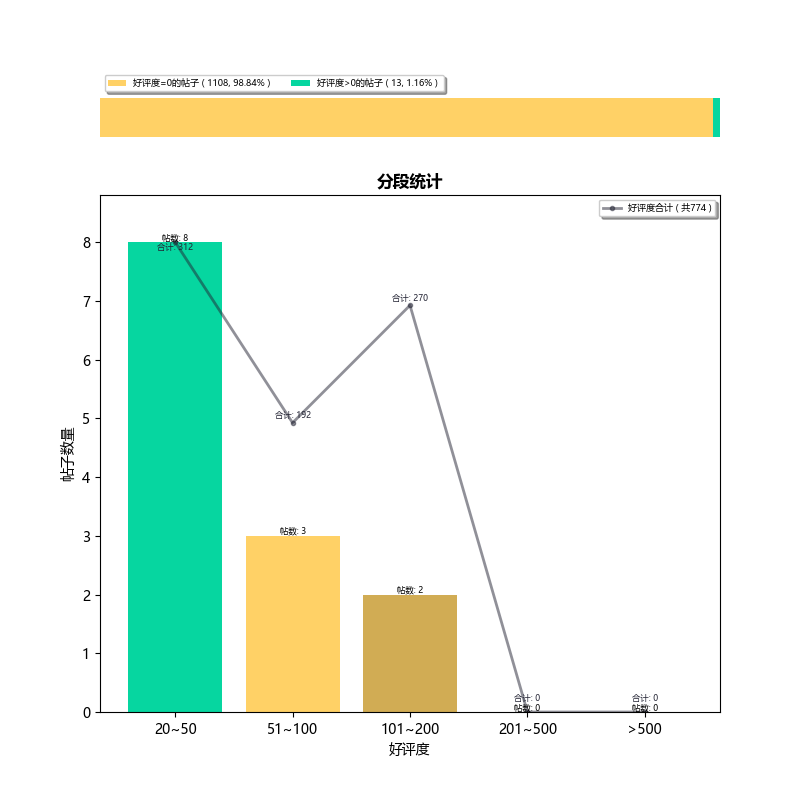 好评度=0的帖子 ( 1108, 98.84% )
好评度>0的帖子 ( 13, 1.16% )
分段统计
好评度合计 ( 共774 )
帖子数量
8
7
6
5
4
3
2
1
0
帖数: 8
合计: 312
合计: 192
合计: 270
帖数: 3
帖数: 2
合计: 0
帖数: 0
合计: 0
帖数: 0
20~50
51~100
101~200
201~500
>500
好评度